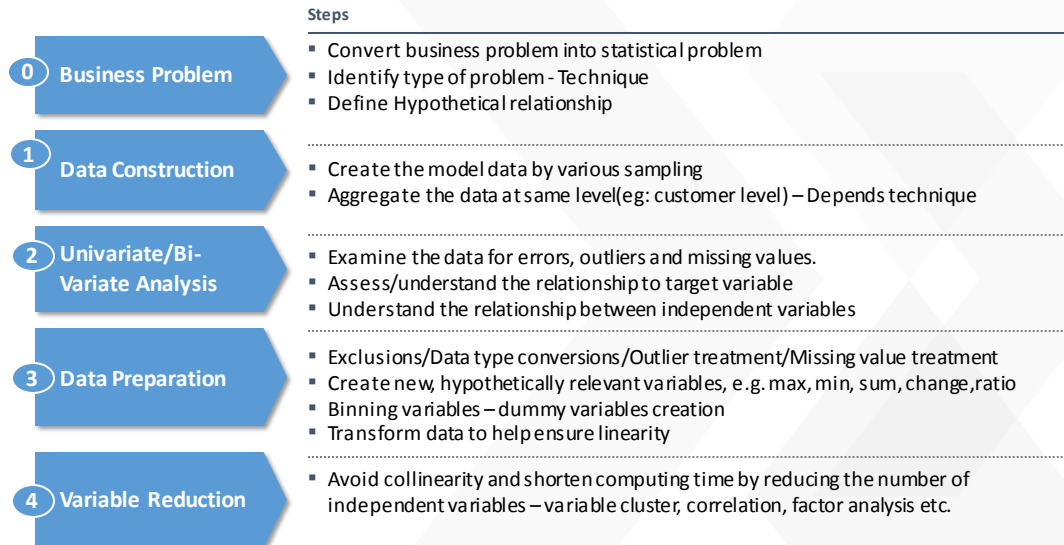 Steps
0 Business Problem
▪ Convert business problem into statistical problem
▪ Identify type of problem - Technique
▪ Define Hypothetical relationship
1 Data Construction
▪ Create the model data by various sampling
▪ Aggregate the data at same level(eg: customer level) – Depends technique
2 Univariate/Bi-
Variate Analysis
▪ Examine the data for errors, outliers and missing values.
▪ Assess/understand the relationship to target variable
▪ Understand the relationship between independent variables
3 Data Preparation
▪ Exclusions/Data type conversions/Outlier treatment/Missing value treatment
▪ Create new, hypothetically relevant variables, e.g. max, min, sum, change,ratio
▪ Binning variables – dummy variables creation
▪ Transform data to help ensure linearity
4 Variable Reduction
▪ Avoid collinearity and shorten computing time by reducing the number of
independent variables – variable cluster, correlation, factor analysis etc.